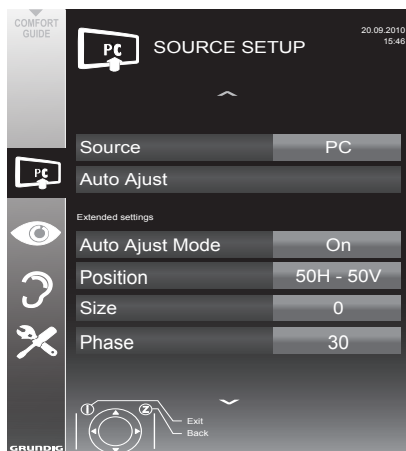 COMFORT
GUIDE
PC
SOURCE SETUP
20.09.2010
15:46
Source PC
PC
Auto Ajust
Extended settings
Auto Ajust Mode On
Position 50H - 50V
Size 0
Phase 30
Z
Exit
Back
GRUNDIG